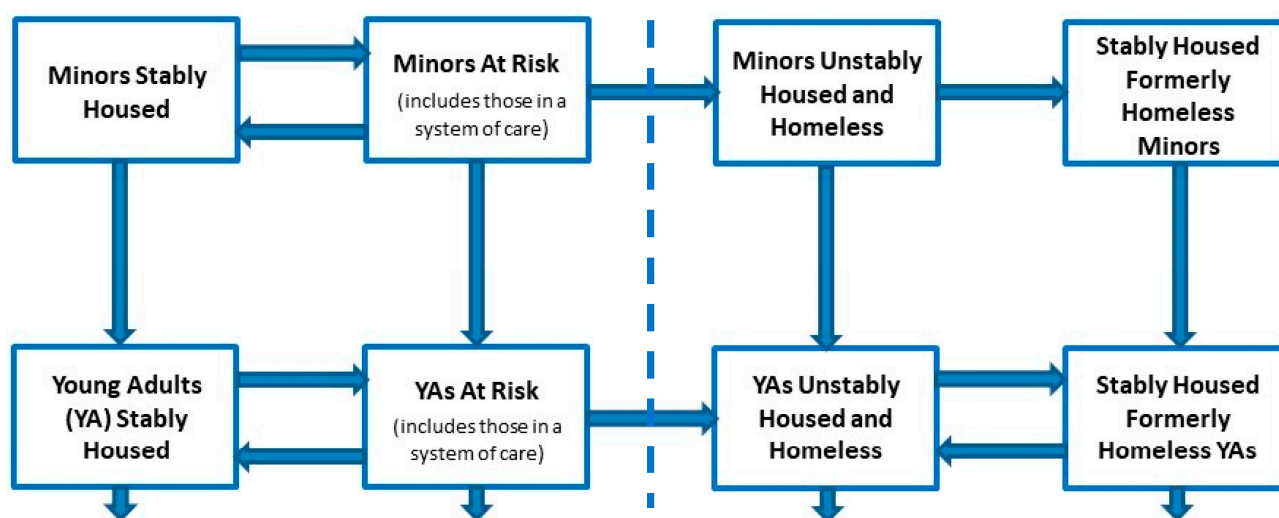 Minors Stably
Housed
Minors At Risk
(includes those in a
system of care)
Minors Unstably
Housed and
Homeless
Stably Housed
Formerly
Homeless
Minors
Young Adults
(YA) Stably
Housed
YAs At Risk
(includes those in a
system of care)
YAs Unstably
Housed and
Homeless
Stably Housed
Formerly
Homeless YAs